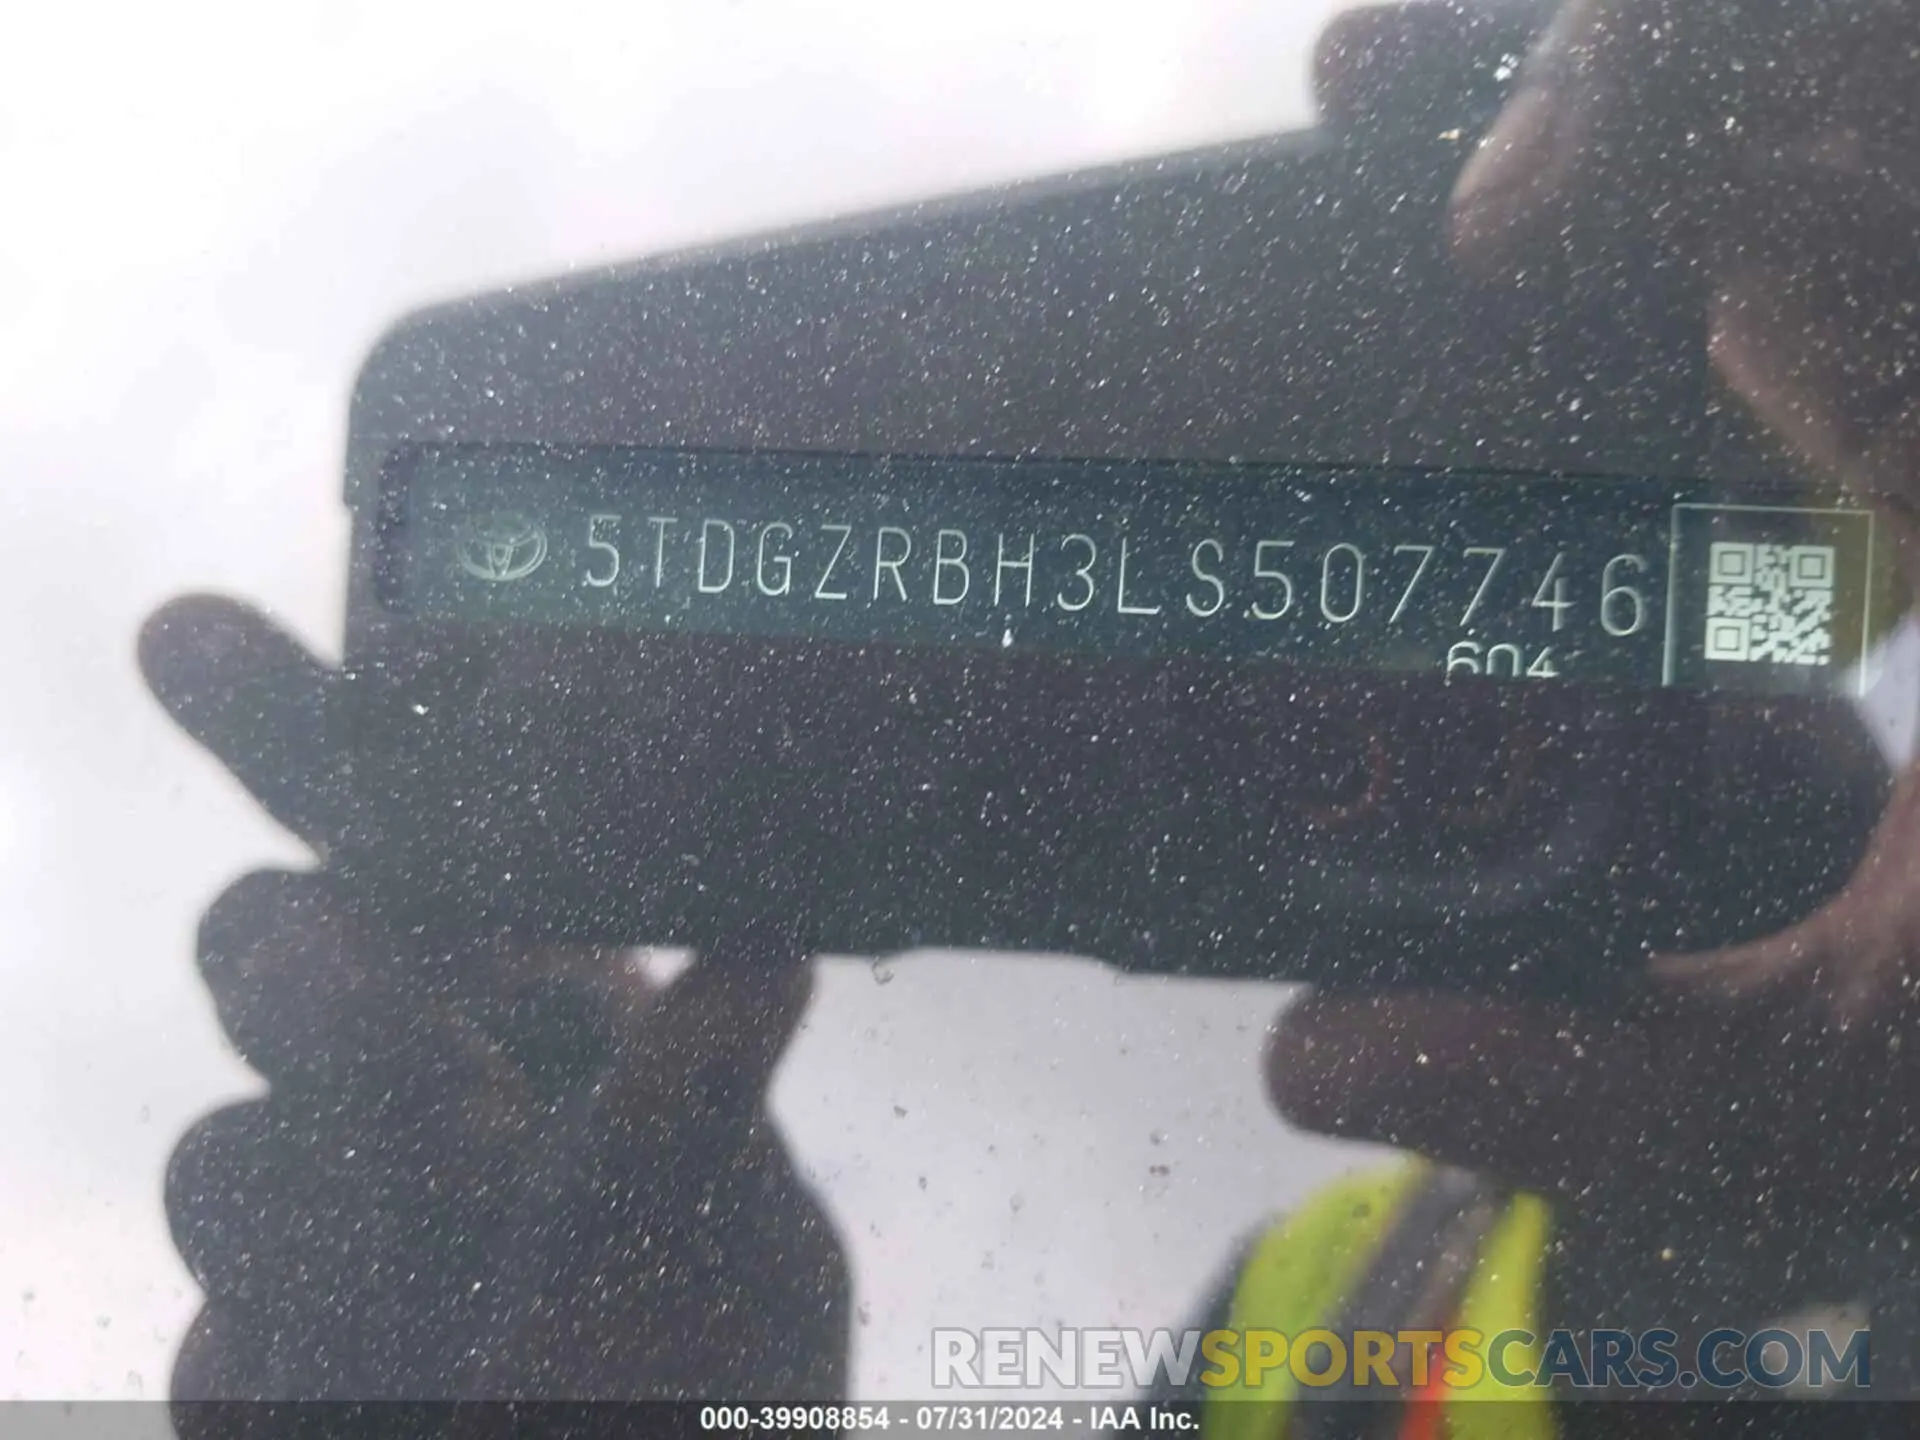 5TDGZRBH3LS507746
604
RENEWSPORTSCARS.COM
000-39908854 - 07/31/2024 - IAA Inc.